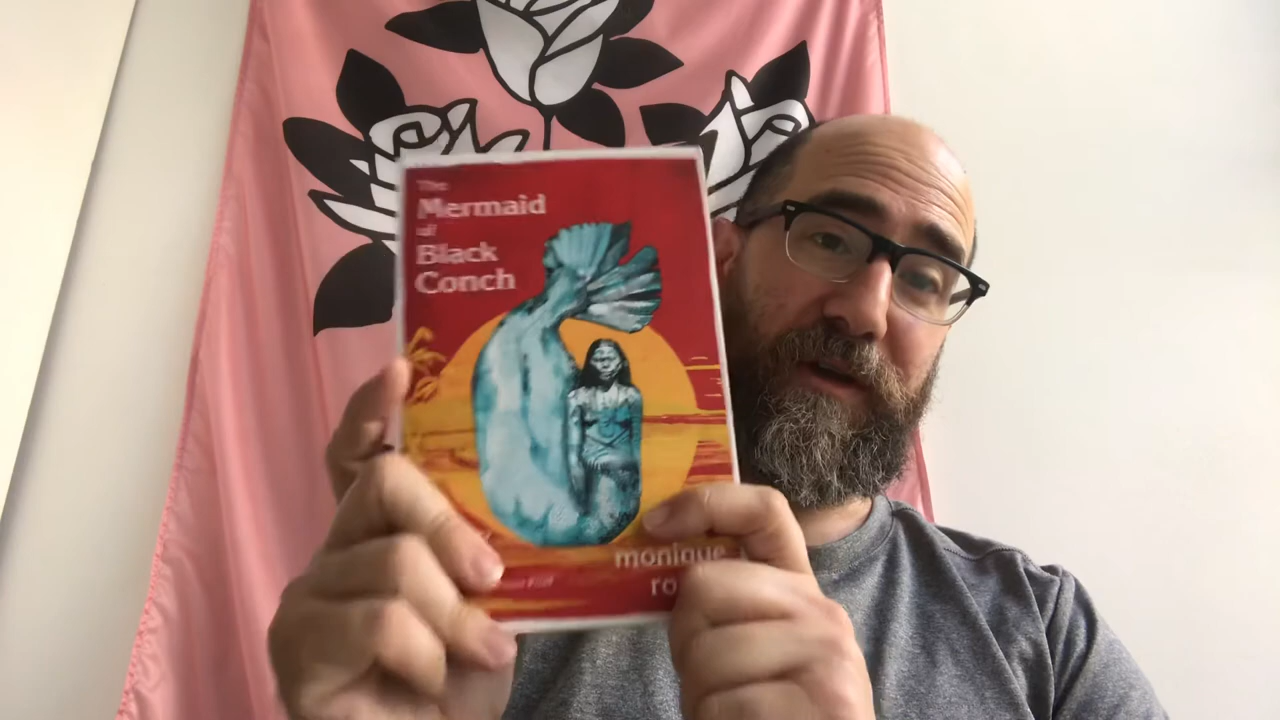 The
Mermaid
of
Black
Conch
monique
ro